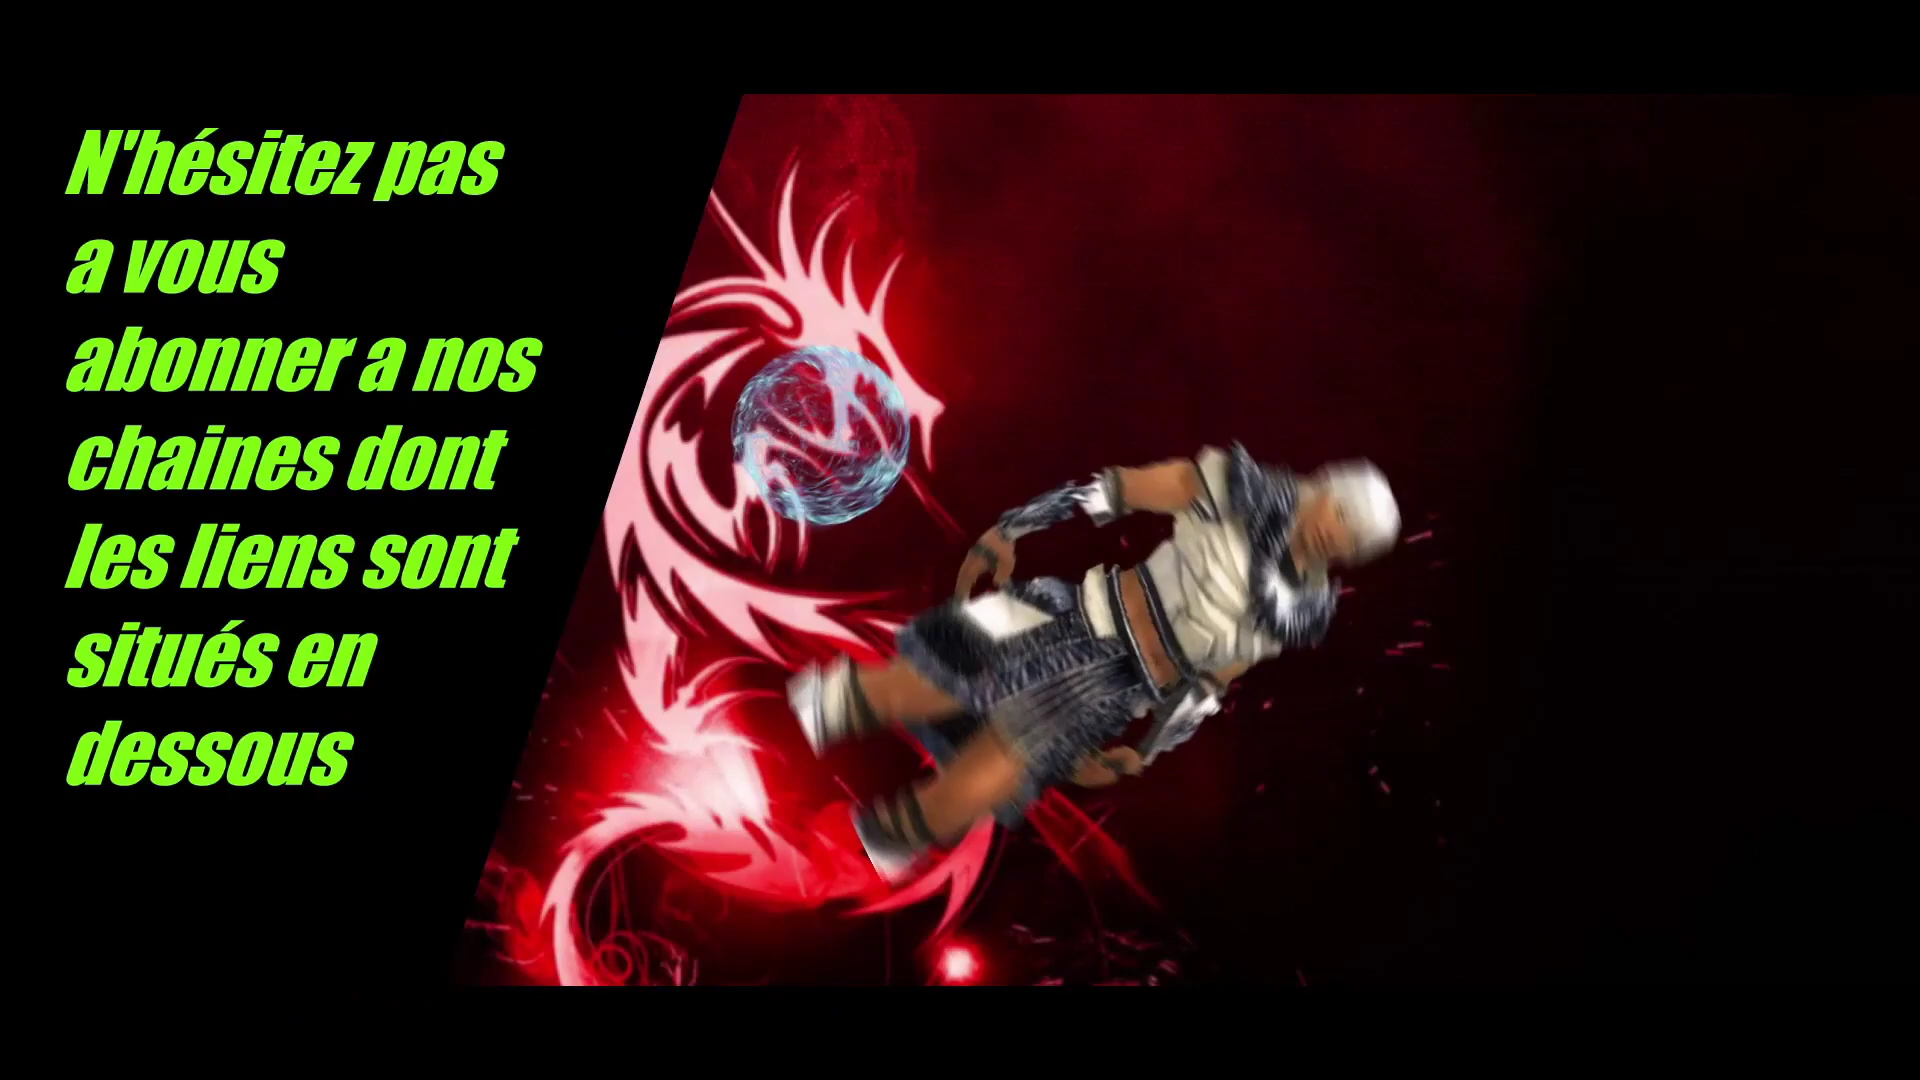 N'hésitez pas
a vous
abonner a nos
chaines dont
les liens sont
situés en
dessous